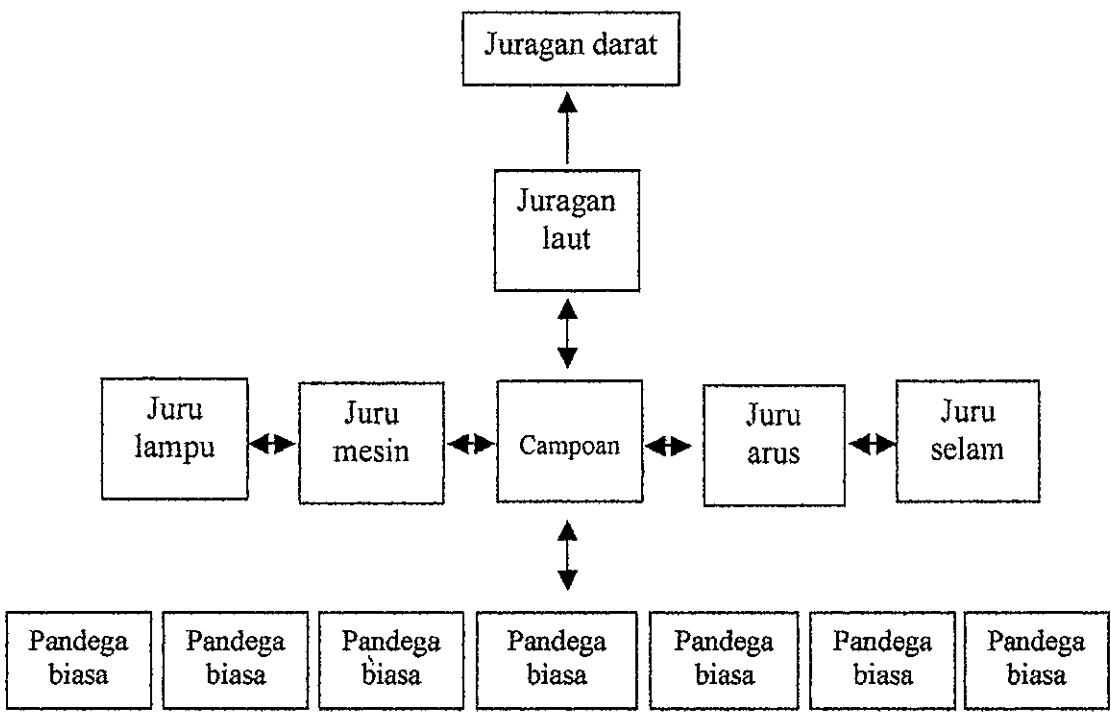 Juragan darat
Juragan
laut
Juru
lampu
Juru
mesin
Campoan
Juru
arus
Juru
selam
Pandega
biasa
Pandega
biasa
Pandega
biasa
Pandega
biasa
Pandega
biasa
Pandega
biasa
Pandega
biasa